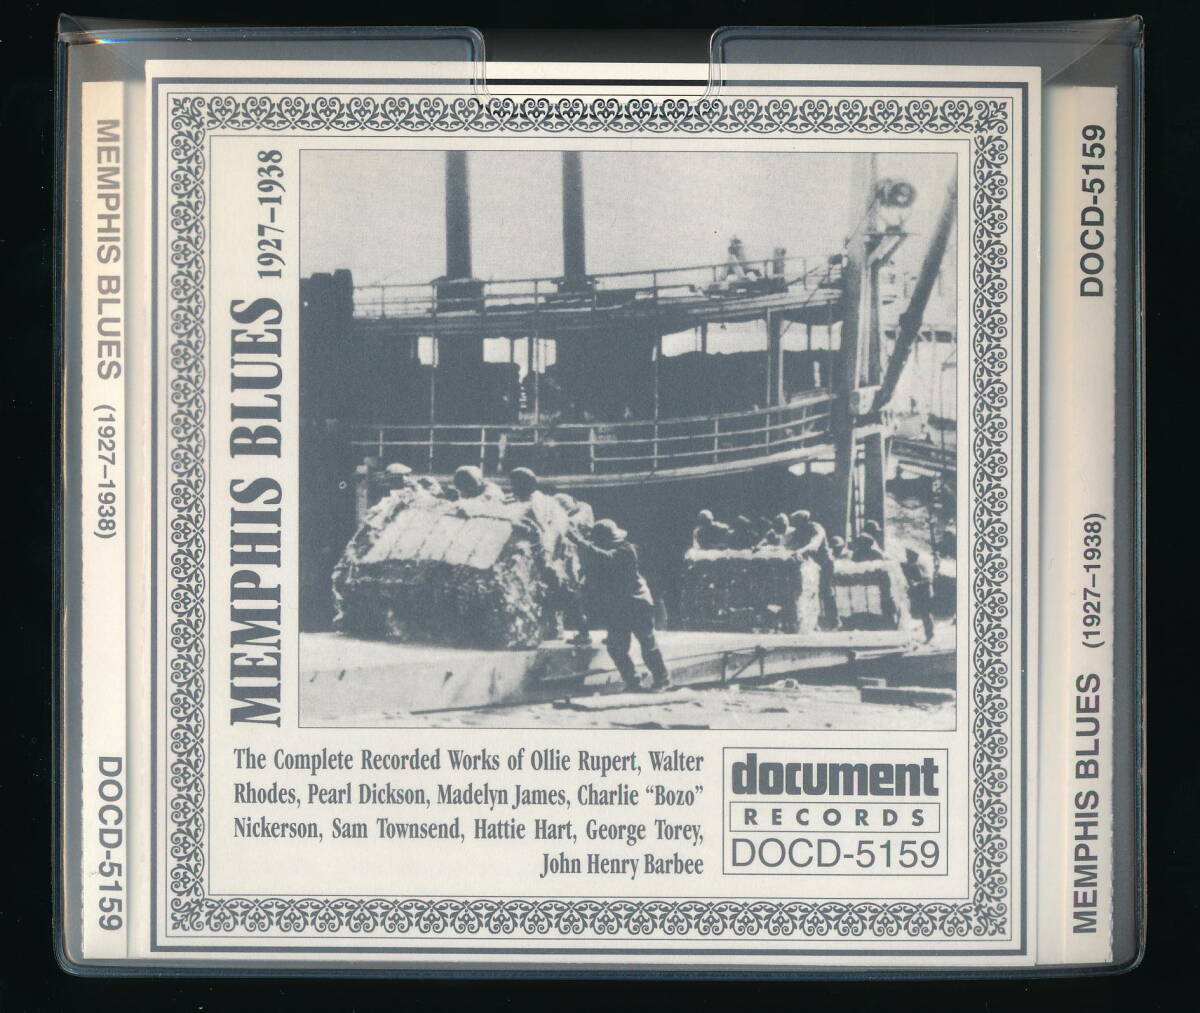 MEMPHIS BLUES (1927–1938) DOCD-5159
MEMPHIS BLUES 1927–1938
The Complete Recorded Works of Ollie Rupert, Walter
Rhodes, Pearl Dickson, Madelyn James, Charlie “Bozo”
Nickerson, Sam Townsend, Hattie Hart, George Torey,
John Henry Barbee
document
RECORDS
DOCD-5159
MEMPHIS BLUES (1927–1938) DOCD-5159